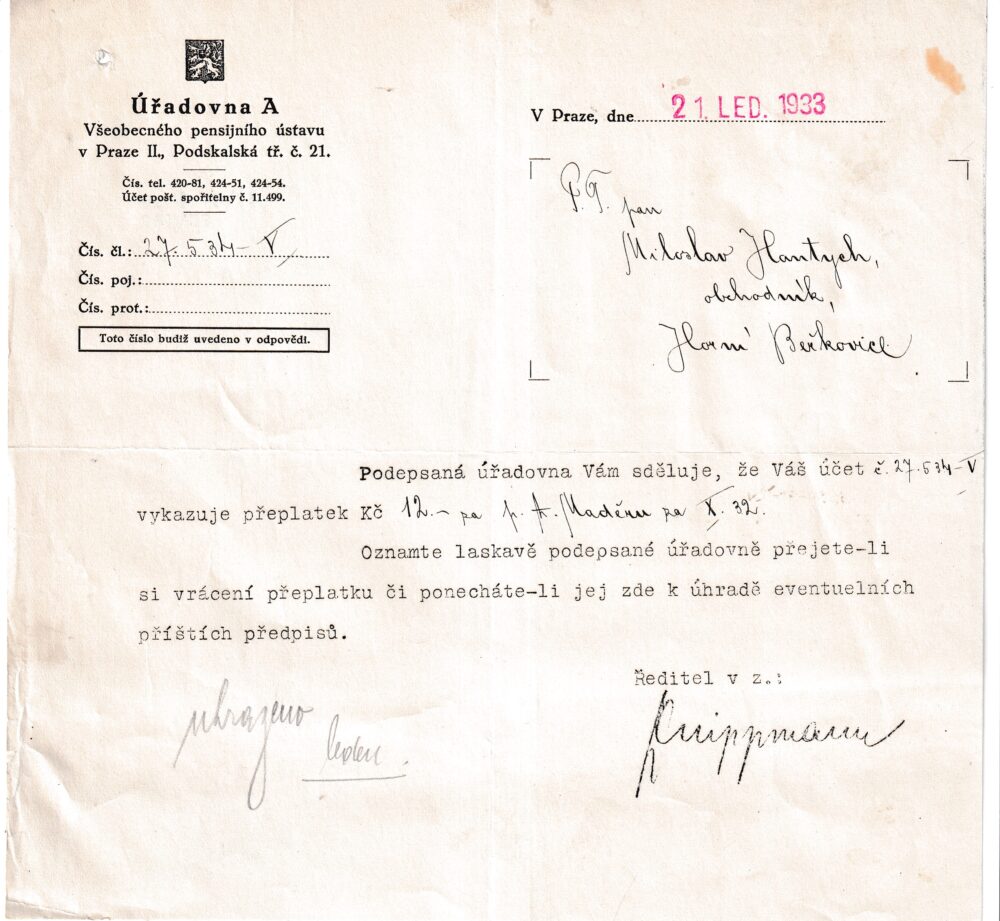 Úřadovna A
Všeobecného pensijního ústavu
v Praze II., Podskalská tř. č. 21.
Čís. tel. 420-81, 424-51, 424-54.
Účet pošt. spořitelny č. 11.499.
Čís. čl.: 27.534-V
Čís. poj.:
Čís. prot.:
Toto číslo budiž uvedeno v odpovědi.
V Praze, dne 21. LED. 1933
P.T. pan
Miloslav Hantych,
obchodník,
Horní Beřkovice.
Podepsaná úřadovna Vám sděluje, že Váš účet č. 27.534-V
vykazuje přeplatek Kč 12.- za p. A. Maděru za X. 32.
Oznamte laskavě podepsané úřadovně přejete-li
si vrácení přeplatku či ponecháte-li jej zde k úhradě eventuelních
příštích předpisů.
Ředitel v z.:
uhrazeno
leden.